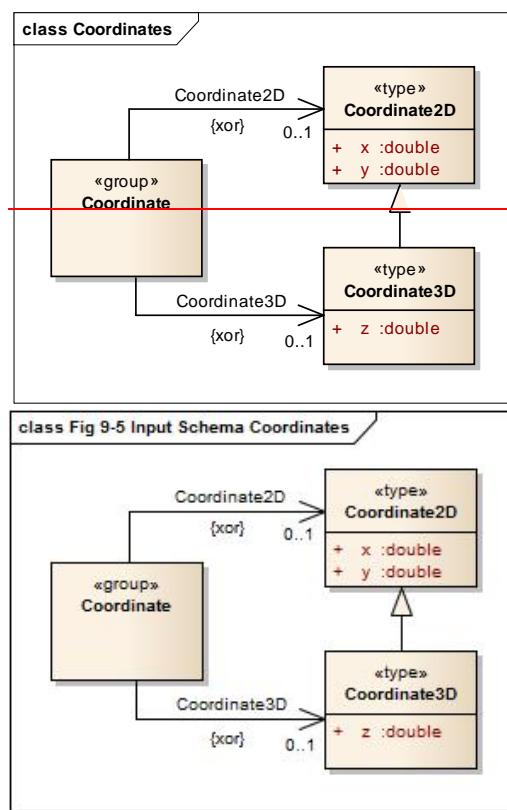 class Coordinates
«type»
Coordinate2D
+ x :double
+ y :double
Coordinate2D
{xor}
0..1
«group»
Coordinate
«type»
Coordinate3D
+ z :double
Coordinate3D
{xor}
0..1
class Fig 9-5 Input Schema Coordinates
«type»
Coordinate2D
+ x :double
+ y :double
Coordinate2D
{xor}
0..1
«group»
Coordinate
«type»
Coordinate3D
+ z :double
Coordinate3D
{xor}
0..1